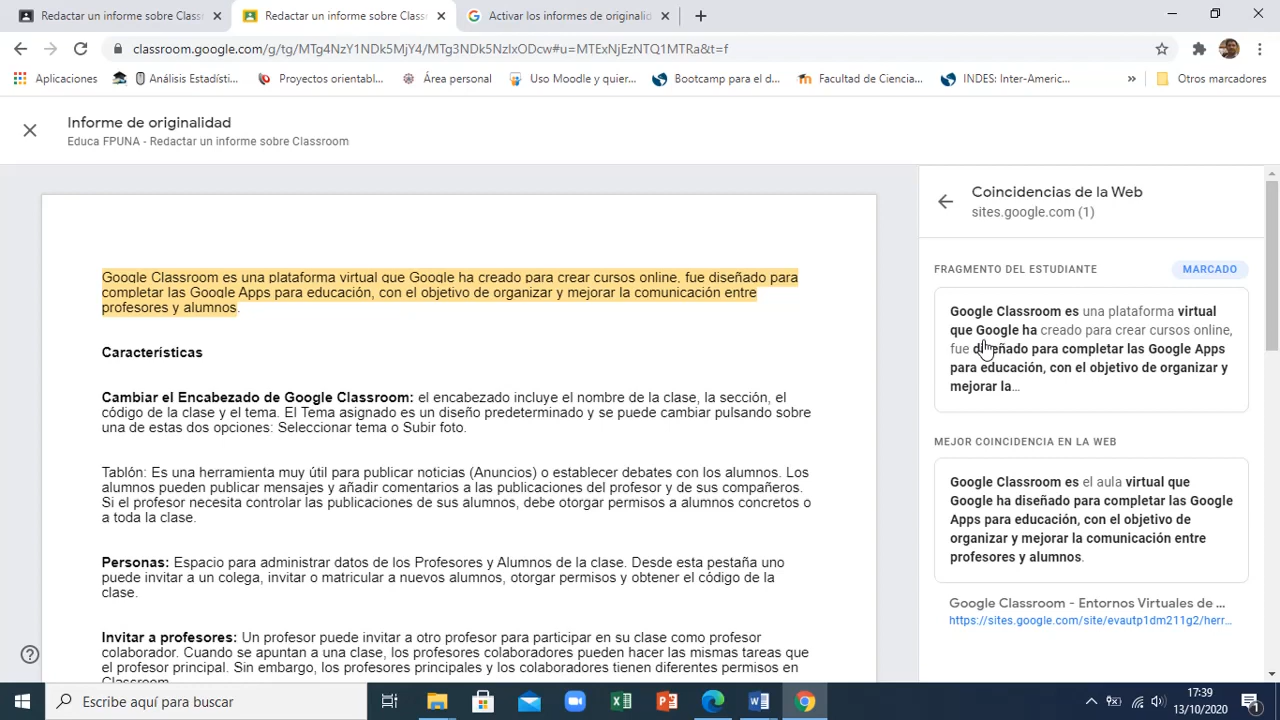 Redactar un informe sobre Classr
Redactar un informe sobre Classr
Activar los informes de originalid
classroom.google.com/g/tg/MTg4NzY1NDk5MjY4/MTg3NDk5NzIxODcw#u=MTExNjEzNTQ1MTRa&t=f
Aplicaciones
Análisis Estadísti...
Proyectos orientabl...
Área personal
Uso Moodle y quier...
Bootcamp para el d...
Facultad de Ciencia...
INDES: Inter-Americ...
»
Otros marcadores
Informe de originalidad
Educa FPUNA - Redactar un informe sobre Classroom
Google Classroom es una plataforma virtual que Google ha creado para crear cursos online, fue diseñado para
completar las Google Apps para educación, con el objetivo de organizar y mejorar la comunicación entre
profesores y alumnos.
Características
Cambiar el Encabezado de Google Classroom: el encabezado incluye el nombre de la clase, la sección, el
código de la clase y el tema. El Tema asignado es un diseño predeterminado y se puede cambiar pulsando sobre
una de estas dos opciones: Seleccionar tema o Subir foto.
Tablón: Es una herramienta muy útil para publicar noticias (Anuncios) o establecer debates con los alumnos. Los
alumnos pueden publicar mensajes y añadir comentarios a las publicaciones del profesor y de sus compañeros.
Si el profesor necesita controlar las publicaciones de sus alumnos, debe otorgar permisos a alumnos concretos o
a toda la clase.
Personas: Espacio para administrar datos de los Profesores y Alumnos de la clase. Desde esta pestaña uno
puede invitar a un colega, invitar o matricular a nuevos alumnos, otorgar permisos y obtener el código de la
clase.
Invitar a profesores: Un profesor puede invitar a otro profesor para participar en su clase como profesor
colaborador. Cuando se apuntan a una clase, los profesores colaboradores pueden hacer las mismas tareas que
el profesor principal. Sin embargo, los profesores principales y los colaboradores tienen diferentes permisos en
Classroom.
Coincidencias de la Web
sites.google.com (1)
FRAGMENTO DEL ESTUDIANTE
MARCADO
Google Classroom es una plataforma virtual
que Google ha creado para crear cursos online,
fue diseñado para completar las Google Apps
para educación, con el objetivo de organizar y
mejorar la...
MEJOR COINCIDENCIA EN LA WEB
Google Classroom es el aula virtual que
Google ha diseñado para completar las Google
Apps para educación, con el objetivo de
organizar y mejorar la comunicación entre
profesores y alumnos.
Google Classroom - Entornos Virtuales de ...
https://sites.google.com/site/evautp1dm211g2/herr...
Escribe aquí para buscar
17:39
13/10/2020
1